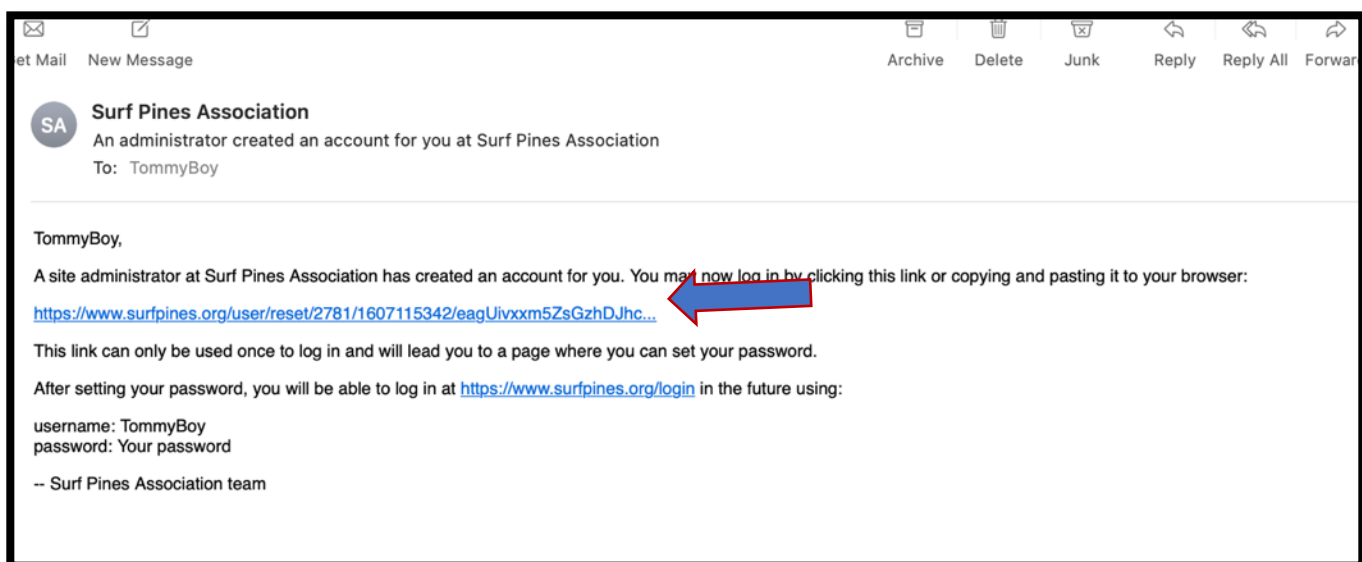 et Mail New Message Archive Delete Junk Reply Reply All Forwar
SA
Surf Pines Association
An administrator created an account for you at Surf Pines Association
To: TommyBoy
TommyBoy,
A site administrator at Surf Pines Association has created an account for you. You may now log in by clicking this link or copying and pasting it to your browser:
https://www.surfpines.org/user/reset/2781/1607115342/eagUivxxm5ZsGzhDJhc...
This link can only be used once to log in and will lead you to a page where you can set your password.
After setting your password, you will be able to log in at https://www.surfpines.org/login in the future using:
username: TommyBoy
password: Your password
-- Surf Pines Association team